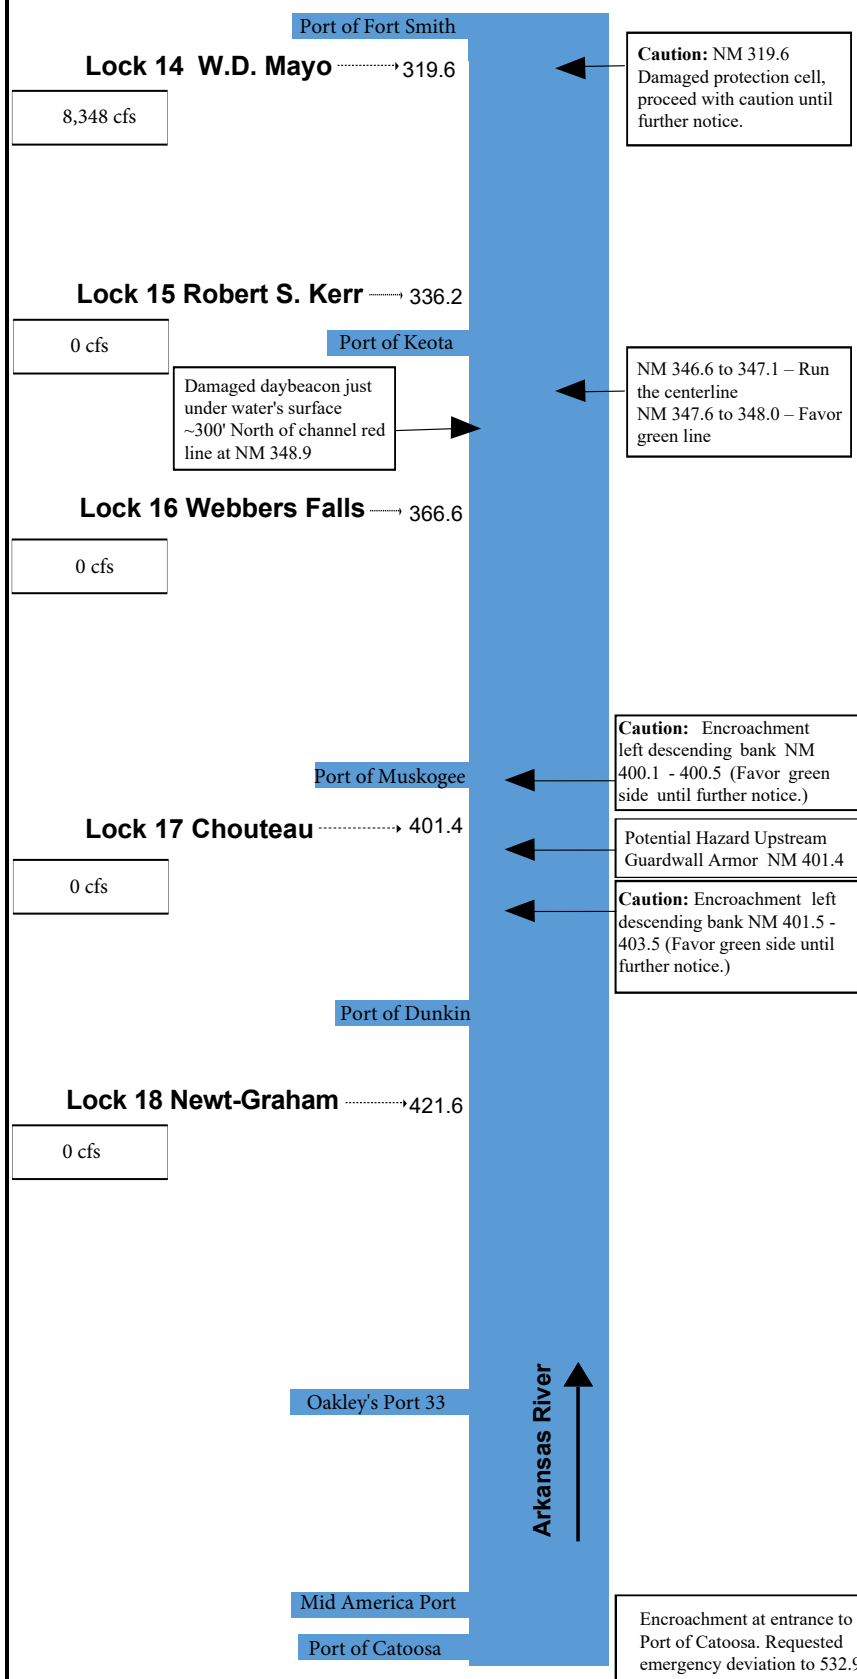 Port of Fort Smith
Lock 14 W.D. Mayo 319.6
8,348 cfs
Caution: NM 319.6
Damaged protection cell,
proceed with caution until
further notice.
Lock 15 Robert S. Kerr 336.2
0 cfs
Port of Keota
Damaged daybeacon just
under water's surface
~300' North of channel red
line at NM 348.9
NM 346.6 to 347.1 – Run
the centerline
NM 347.6 to 348.0 – Favor
green line
Lock 16 Webbers Falls 366.6
0 cfs
Caution: Encroachment
left descending bank NM
400.1 - 400.5 (Favor green
side until further notice.)
Port of Muskogee
Lock 17 Chouteau 401.4
0 cfs
Potential Hazard Upstream
Guardwall Armor NM 401.4
Caution: Encroachment left
descending bank NM 401.5 -
403.5 (Favor green side until
further notice.)
Port of Dunkin
Lock 18 Newt-Graham 421.6
0 cfs
Oakley's Port 33
Arkansas River
Mid America Port
Port of Catoosa
Encroachment at entrance to
Port of Catoosa. Requested
emergency deviation to 532.9